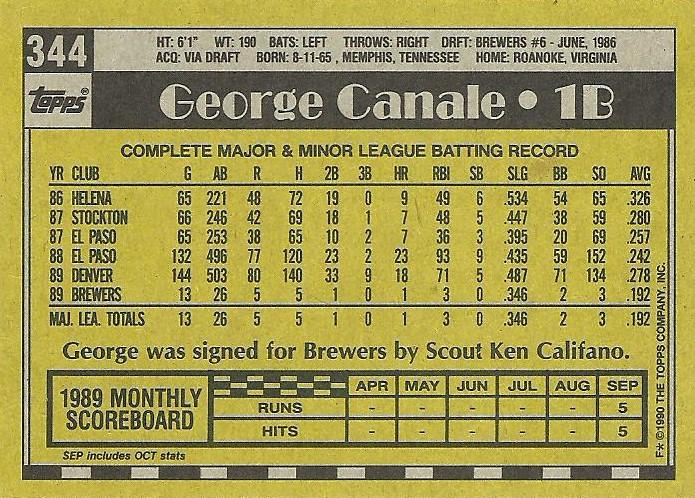 344
HT: 6'1" WT: 190 BATS: LEFT THROWS: RIGHT DRFT: BREWERS #6 - JUNE, 1986
ACQ: VIA DRAFT BORN: 8-11-65 , MEMPHIS, TENNESSEE HOME: ROANOKE, VIRGINIA
topps®
George Canale • 1B
COMPLETE MAJOR & MINOR LEAGUE BATTING RECORD
YR CLUB G AB R H 2B 3B HR RBI SB SLG BB SO AVG
86 HELENA 65 221 48 72 19 0 9 49 6 .534 54 65 .326
87 STOCKTON 66 246 42 69 18 1 7 48 5 .447 38 59 .280
87 EL PASO 65 253 38 65 10 2 7 36 3 .395 20 69 .257
88 EL PASO 132 496 77 120 23 2 23 93 9 .435 59 152 .242
89 DENVER 144 503 80 140 33 9 18 71 5 .487 71 134 .278
89 BREWERS 13 26 5 5 1 0 1 3 0 .346 2 3 .192
MAJ. LEA. TOTALS 13 26 5 5 1 0 1 3 0 .346 2 3 .192
George was signed for Brewers by Scout Ken Califano.
1989 MONTHLY SCOREBOARD
APR MAY JUN JUL AUG SEP
RUNS - - - - - 5
HITS - - - - - 5
SEP includes OCT stats
F* ©1990 THE TOPPS COMPANY, INC.